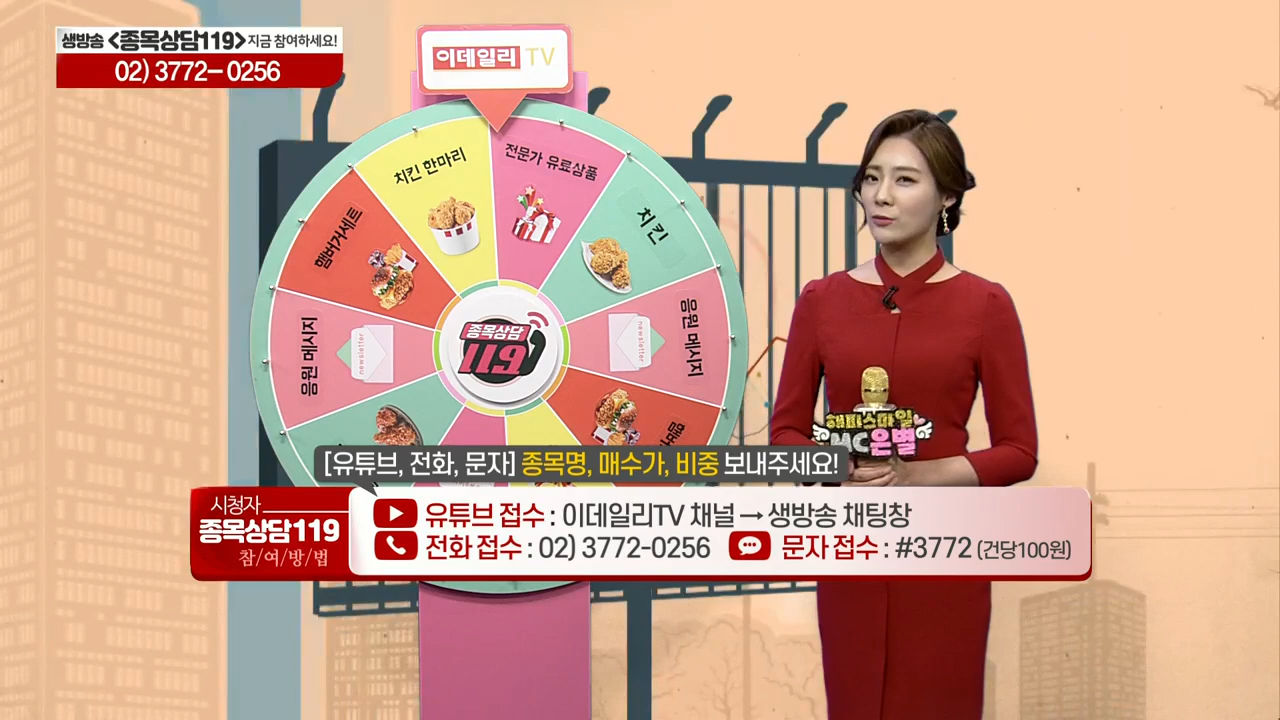 생방송 <종목상담119> 지금 참여하세요!
02) 3772-0256
이데일리 TV
치킨 한마리
전문가 유료상품
햄버거세트
치킨
응원 메시지
newsletter
응원 메시지
newsletter
종목상담
119
해피스마일
MC은별
[유튜브, 전화, 문자] 종목명, 매수가, 비중 보내주세요!
시청자
종목상담119
참/여/방/법
유튜브 접수 : 이데일리TV 채널 → 생방송 채팅창
전화 접수 : 02) 3772-0256
문자 접수 : #3772 (건당100원)